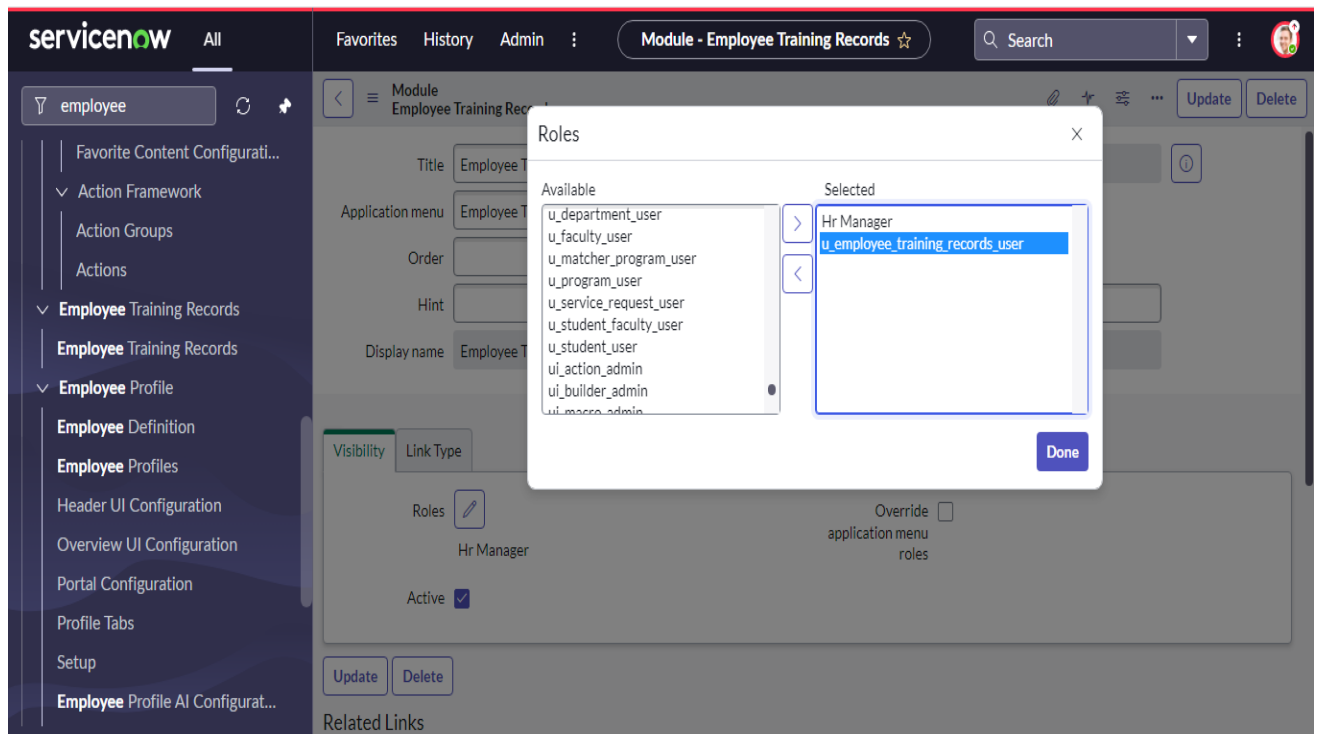 servicenow
All
Favorites
History
Admin
Module - Employee Training Records
Search
employee
Favorite Content Configurati...
Action Framework
Action Groups
Actions
Employee Training Records
Employee Training Records
Employee Profile
Employee Definition
Employee Profiles
Header UI Configuration
Overview UI Configuration
Portal Configuration
Profile Tabs
Setup
Employee Profile AI Configurat...
Module
Employee Training
Update
Delete
Title
Employee T
Application menu
Employee T
Order
Hint
Display name
Employee T
Roles
X
Available
u_department_user
u_faculty_user
u_matcher_program_user
u_program_user
u_service_request_user
u_student_faculty_user
u_student_user
ui_action_admin
ui_builder_admin
ui_macro_admin
Selected
Hr Manager
u_employee_training_records_user
Done
Visibility
Link Type
Roles
Hr Manager
Active
Override
application menu
roles
Update
Delete
Related Links